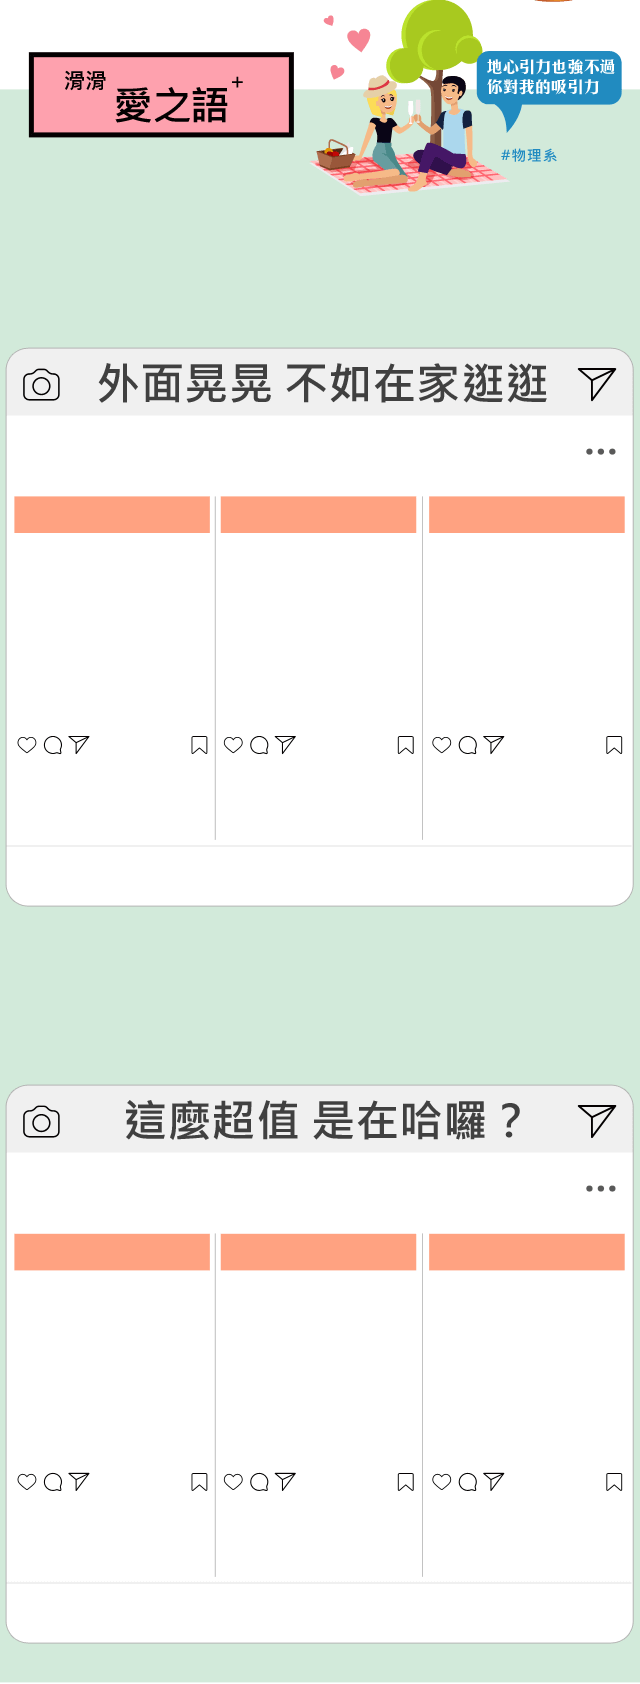 滑滑
愛之語+
地心引力也強不過
你對我的吸引力
#物理系
外面晃晃 不如在家逛逛
這麼超值 是在哈囉？